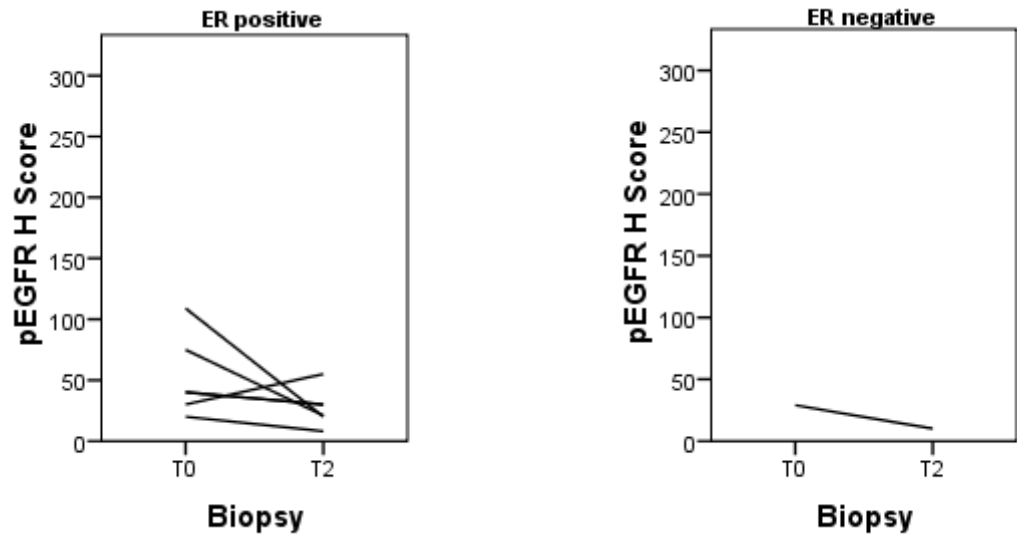 ER positive
pEGFR H Score
300
250
200
150
100
50
0
T0 T2
Biopsy
ER negative
pEGFR H Score
300
250
200
150
100
50
0
T0 T2
Biopsy